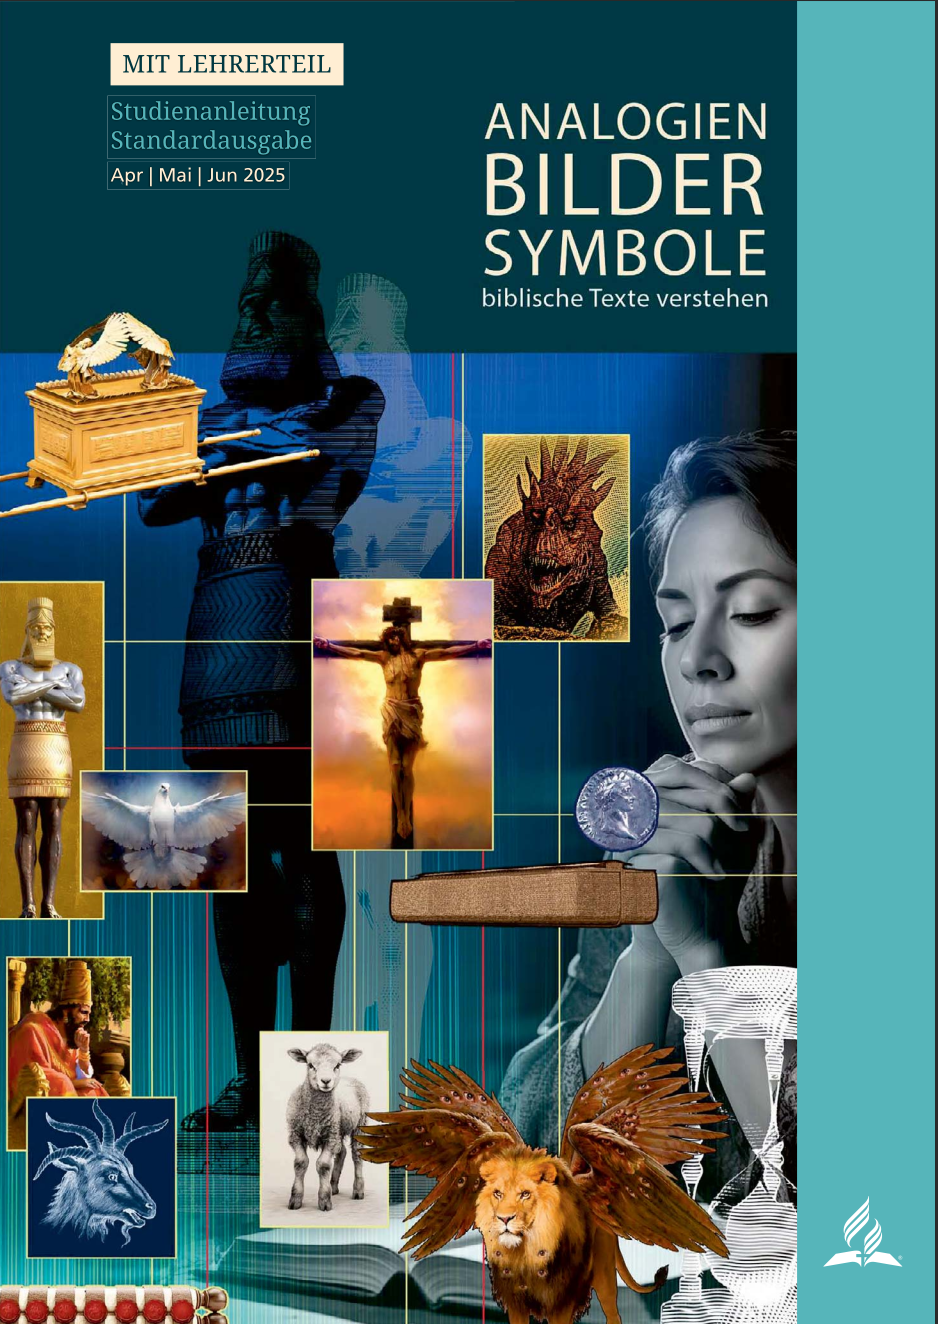 MIT LEHRERTEIL
Studienanleitung
Standardausgabe
Apr | Mai | Jun 2025
ANALOGIEN
BILDER
SYMBOLE
biblische Texte verstehen